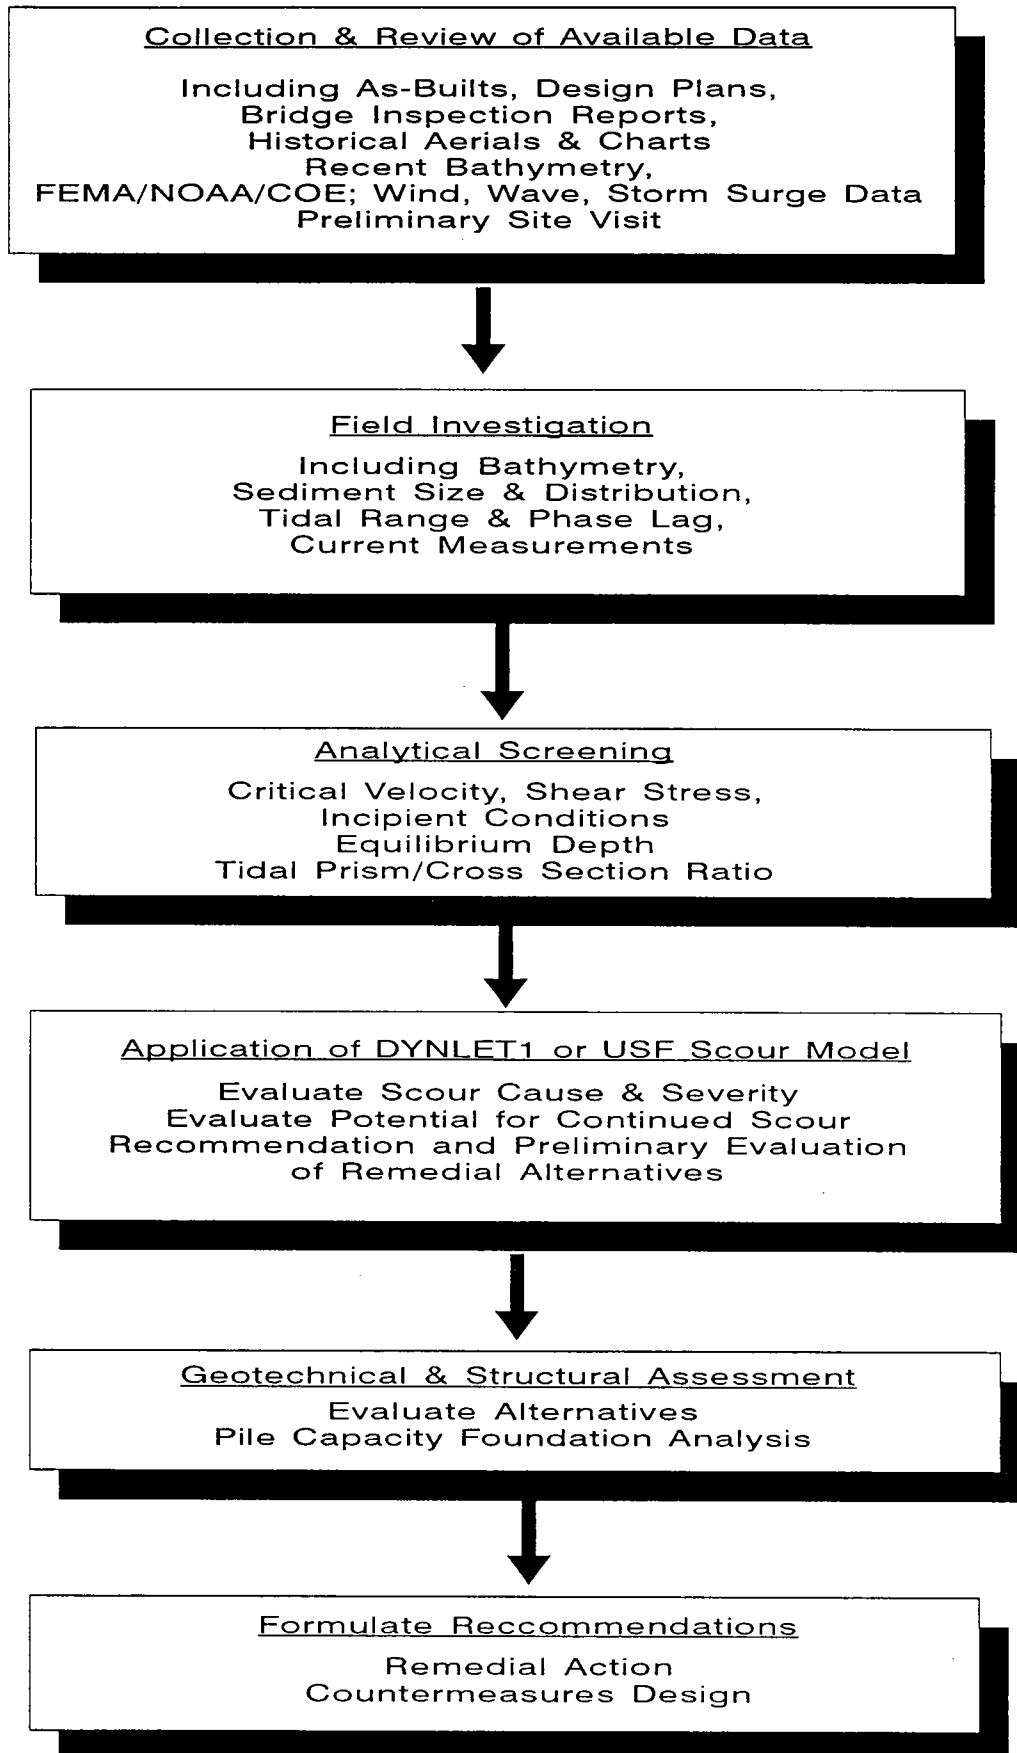 Collection & Review of Available Data
Including As-Builts, Design Plans,
Bridge Inspection Reports,
Historical Aerials & Charts
Recent Bathymetry,
FEMA/NOAA/COE; Wind, Wave, Storm Surge Data
Preliminary Site Visit
Field Investigation
Including Bathymetry,
Sediment Size & Distribution,
Tidal Range & Phase Lag,
Current Measurements
Analytical Screening
Critical Velocity, Shear Stress,
Incipient Conditions
Equilibrium Depth
Tidal Prism/Cross Section Ratio
Application of DYNLET1 or USF Scour Model
Evaluate Scour Cause & Severity
Evaluate Potential for Continued Scour
Recommendation and Preliminary Evaluation
of Remedial Alternatives
Geotechnical & Structural Assessment
Evaluate Alternatives
Pile Capacity Foundation Analysis
Formulate Reccommendations
Remedial Action
Countermeasures Design